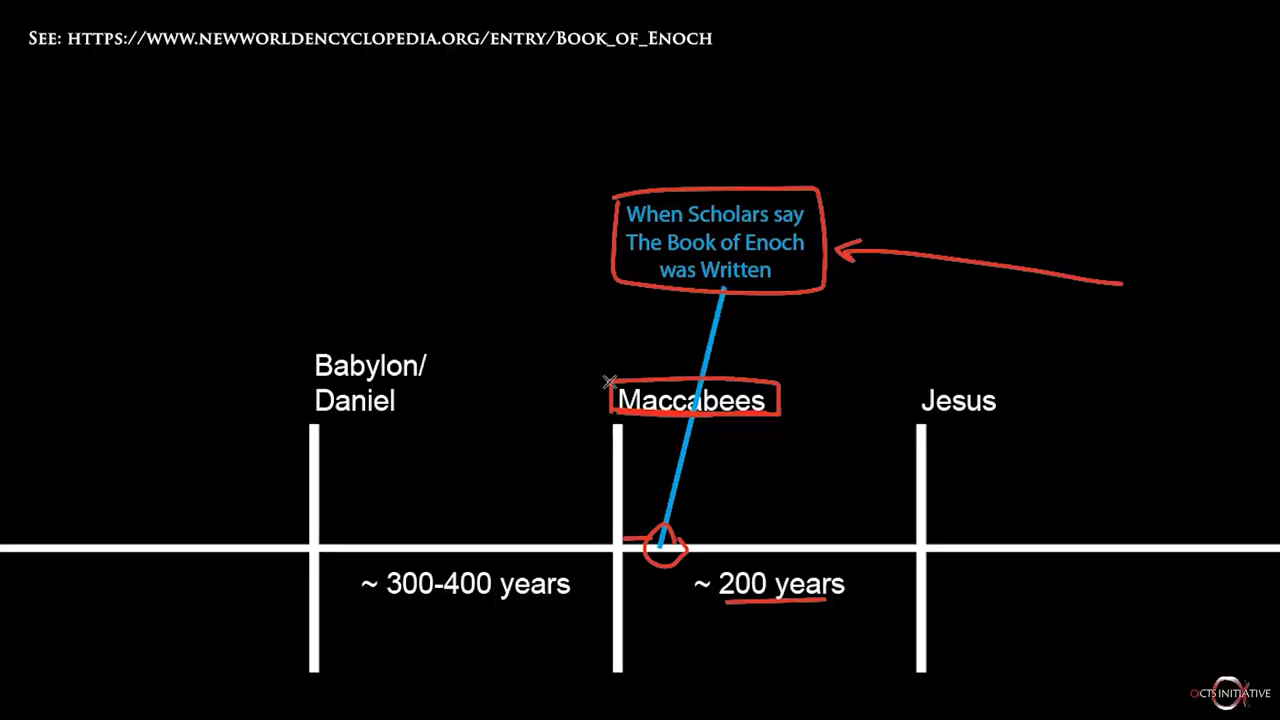 See: https://www.newworldencyclopedia.org/entry/Book_of_Enoch
When Scholars say
The Book of Enoch
was Written
Babylon/
Daniel
Maccabees
Jesus
~ 300-400 years
~ 200 years
ACTS INITIATIVE